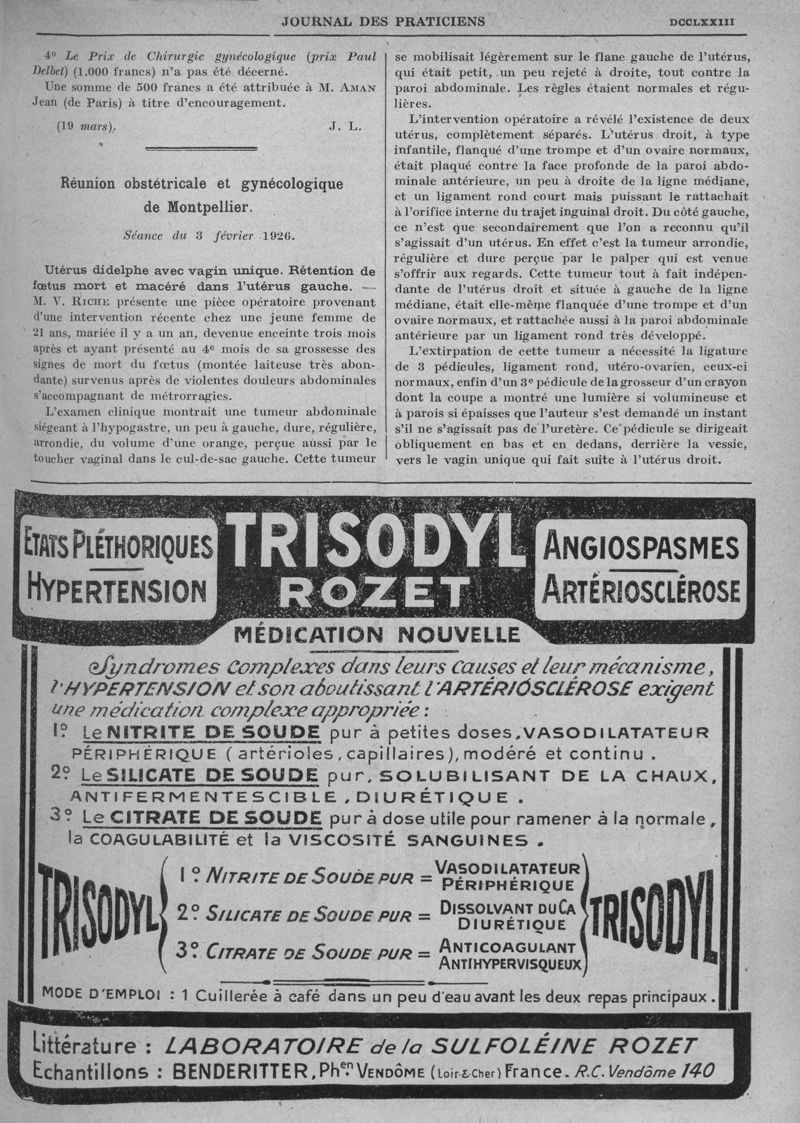 JOURNAL DES PRATICIENS
DCCLXXIII
4º Le Prix de Chirurgie gynécologique (prix Paul
Delbet) (1.000 francs) n'a pas été décerné.
Une somme de 500 francs a été attribuée à M. AMAN
Jean (de Paris) à titre d'encouragement.
(19 mars). J. L.
Réunion obstétricale et gynécologique
de Montpellier.
Séance du 3 février 1926.
Utérus didelphe avec vagin unique. Rétention de
fœtus mort et macéré dans l'utérus gauche. —
M. V. RICHE présente une pièce opératoire provenant
d'une intervention récente chez une jeune femme de
21 ans, mariée il y a un an, devenue enceinte trois mois
après et ayant présenté au 4e mois de sa grossesse des
signes de mort du fœtus (montée laiteuse très abon-
dante) survenus après de violentes douleurs abdominales
s'accompagnant de métrorragies.
L'examen clinique montrait une tumeur abdominale
siégeant à l'hypogastre, un peu à gauche, dure, régulière,
arrondie, du volume d'une orange, perçue aussi par le
toucher vaginal dans le cul-de-sac gauche. Cette tumeur
se mobilisait légèrement sur le flanc gauche de l'utérus,
qui était petit, un peu rejeté à droite, tout contre la
paroi abdominale. Les règles étaient normales et régu-
lières.
L'intervention opératoire a révélé l'existence de deux
utérus, complètement séparés. L'utérus droit, à type
infantile, flanqué d'une trompe et d'un ovaire normaux,
était plaqué contre la face profonde de la paroi abdo-
minale antérieure, un peu à droite de la ligne médiane,
et un ligament rond court mais puissant le rattachait
à l'orifice interne du trajet inguinal droit. Du côté gauche,
ce n'est que secondairement que l'on a reconnu qu'il
s'agissait d'un utérus. En effet c'est la tumeur arrondie,
régulière et dure perçue par le palper qui est venue
s'offrir aux regards. Cette tumeur tout à fait indépen-
dante de l'utérus droit et située à gauche de la ligne
médiane, était elle-même flanquée d'une trompe et d'un
ovaire normaux, et rattachée aussi à la paroi abdominale
antérieure par un ligament rond très développé.
L'extirpation de cette tumeur a nécessité la ligature
de 3 pédicules, ligament rond, utéro-ovarien, ceux-ci
normaux, enfin d'un 3e pédicule de la grosseur d'un crayon
dont la coupe a montré une lumière si volumineuse et
à parois si épaisses que l'auteur s'est demandé un instant
s'il ne s'agissait pas de l'uretère. Ce pédicule se dirigeait
obliquement en bas et en dedans, derrière la vessie,
vers le vagin unique qui fait suite à l'utérus droit.
ETATS PLÉTHORIQUES
HYPERTENSION
TRISODYL
ROZET
ANGIOSPASMES
ARTÉRIOSCLÉROSE
MÉDICATION NOUVELLE
Syndromes complexes dans leurs causes et leur mécanisme,
l'HYPERTENSION et son aboutissant l'ARTÉRIOSCLÉROSE exigent
une médication complexe appropriée :
1º Le NITRITE DE SOUDE pur à petites doses, VASODILATATEUR
PÉRIPHÉRIQUE (artérioles, capillaires), modéré et continu.
2º Le SILICATE DE SOUDE pur, SOLUBILISANT DE LA CHAUX,
ANTIFERMENTESCIBLE, DIURÉTIQUE.
3º Le CITRATE DE SOUDE pur à dose utile pour ramener à la normale,
la COAGULABILITÉ et la VISCOSITÉ SANGUINES.
TRISODYL
1º NITRITE DE SOUDE PUR = VASODILATATEUR
PÉRIPHÉRIQUE
2º SILICATE DE SOUDE PUR = DISSOLVANT DU CA
DIURÉTIQUE
3º CITRATE DE SOUDE PUR = ANTICOAGULANT
ANTIHYPERVISQUEUX
TRISODYL
MODE D'EMPLOI : 1 Cuillerée à café dans un peu d'eau avant les deux repas principaux.
Littérature : LABORATOIRE de la SULFOLÉINE ROZET
Echantillons : BENDERITTER, Phen. VENDÔME (Loir-&-Cher) France. R.C. Vendôme 140